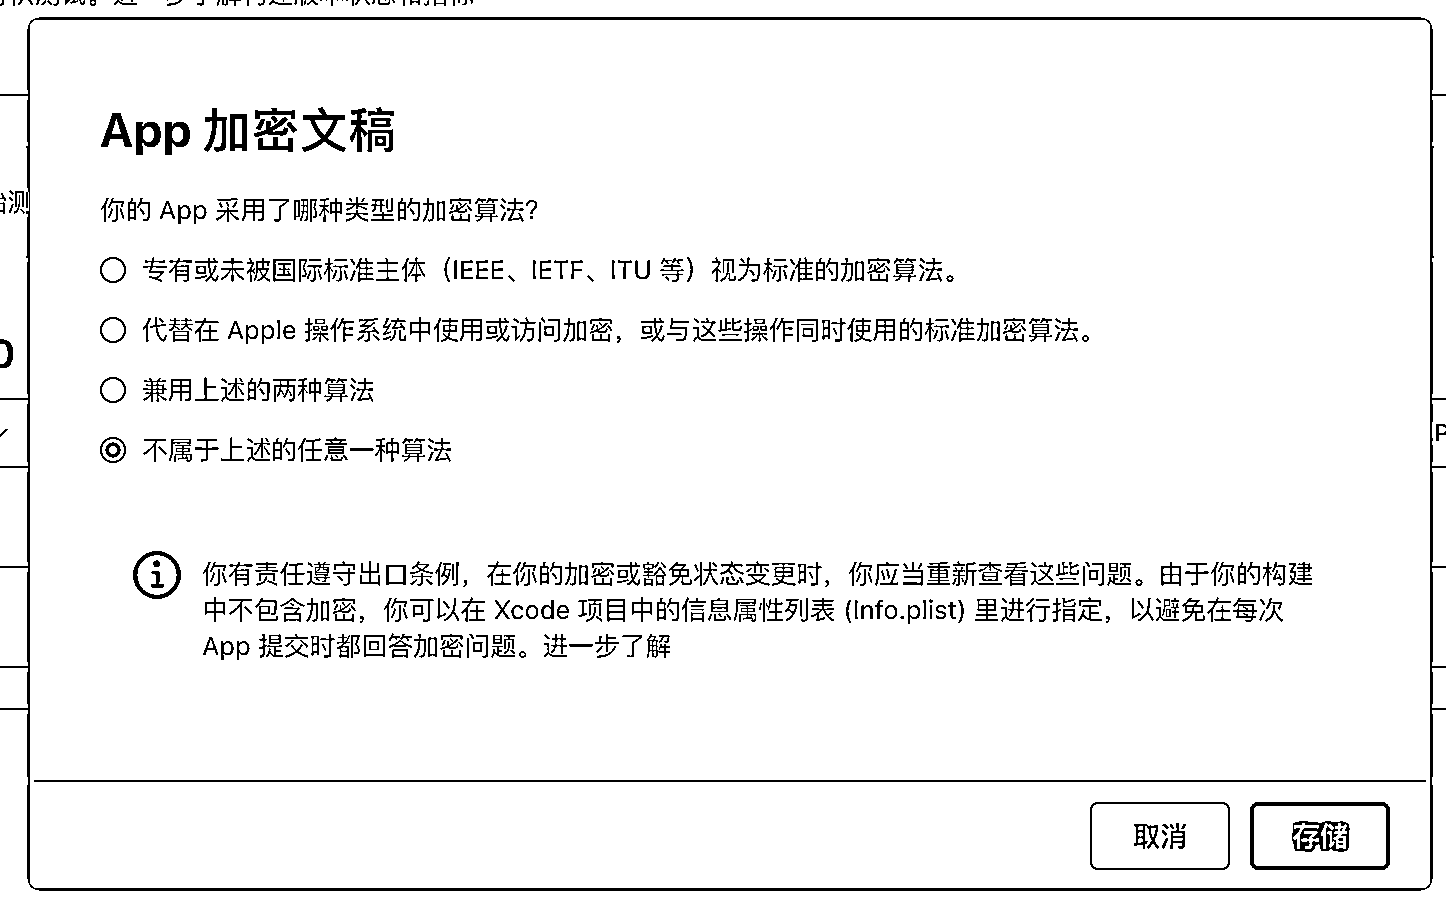 App 加密文稿
你的 App 采用了哪种类型的加密算法？
专有或未被国际标准主体（IEEE、IETF、ITU 等）视为标准的加密算法。
代替在 Apple 操作系统中使用或访问加密，或与这些操作同时使用的标准加密算法。
兼用上述的两种算法
不属于上述的任意一种算法
你有责任遵守出口条例，在你的加密或豁免状态变更时，你应当重新查看这些问题。由于你的构建
中不包含加密，你可以在 Xcode 项目中的信息属性列表 (Info.plist) 里进行指定，以避免在每次
App 提交时都回答加密问题。进一步了解
取消
存储